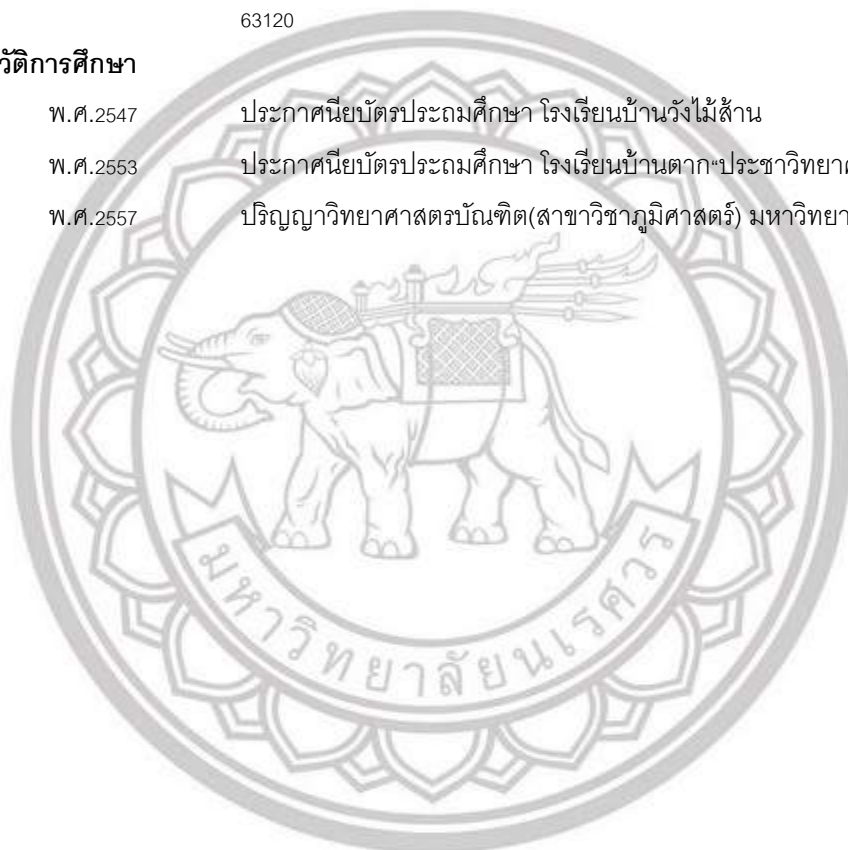 63120
วัติการศึกษา
พ.ศ.2547 ประกาศนียบัตรประถมศึกษา โรงเรียนบ้านวังไม้ส้าน
พ.ศ.2553 ประกาศนียบัตรประถมศึกษา โรงเรียนบ้านตาก“ประชาวิทยา
พ.ศ.2557 ปริญญาวิทยาศาสตรบัณฑิต(สาขาวิชาภูมิศาสตร์) มหาวิทยา
มหาวิทยาลัยนเรศวร